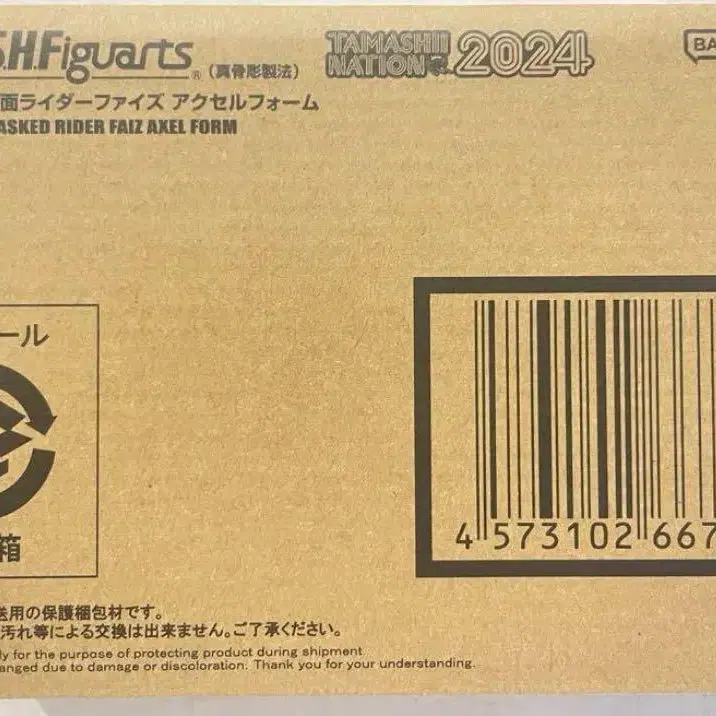 S.H.Figuarts® (真骨彫製法) TAMASHII NATION 2024 BA
面ライダーファイズ アクセルフォーム
ASKED RIDER FAIZ AXEL FORM
ール
箱
4 573102 667
送用の保護梱包材です。
汚れ等による交換は出来ません。ご了承ください。
ly for the purpose of protecting product during shipment
anged due to damage or discoloration. Thank you for your understanding.